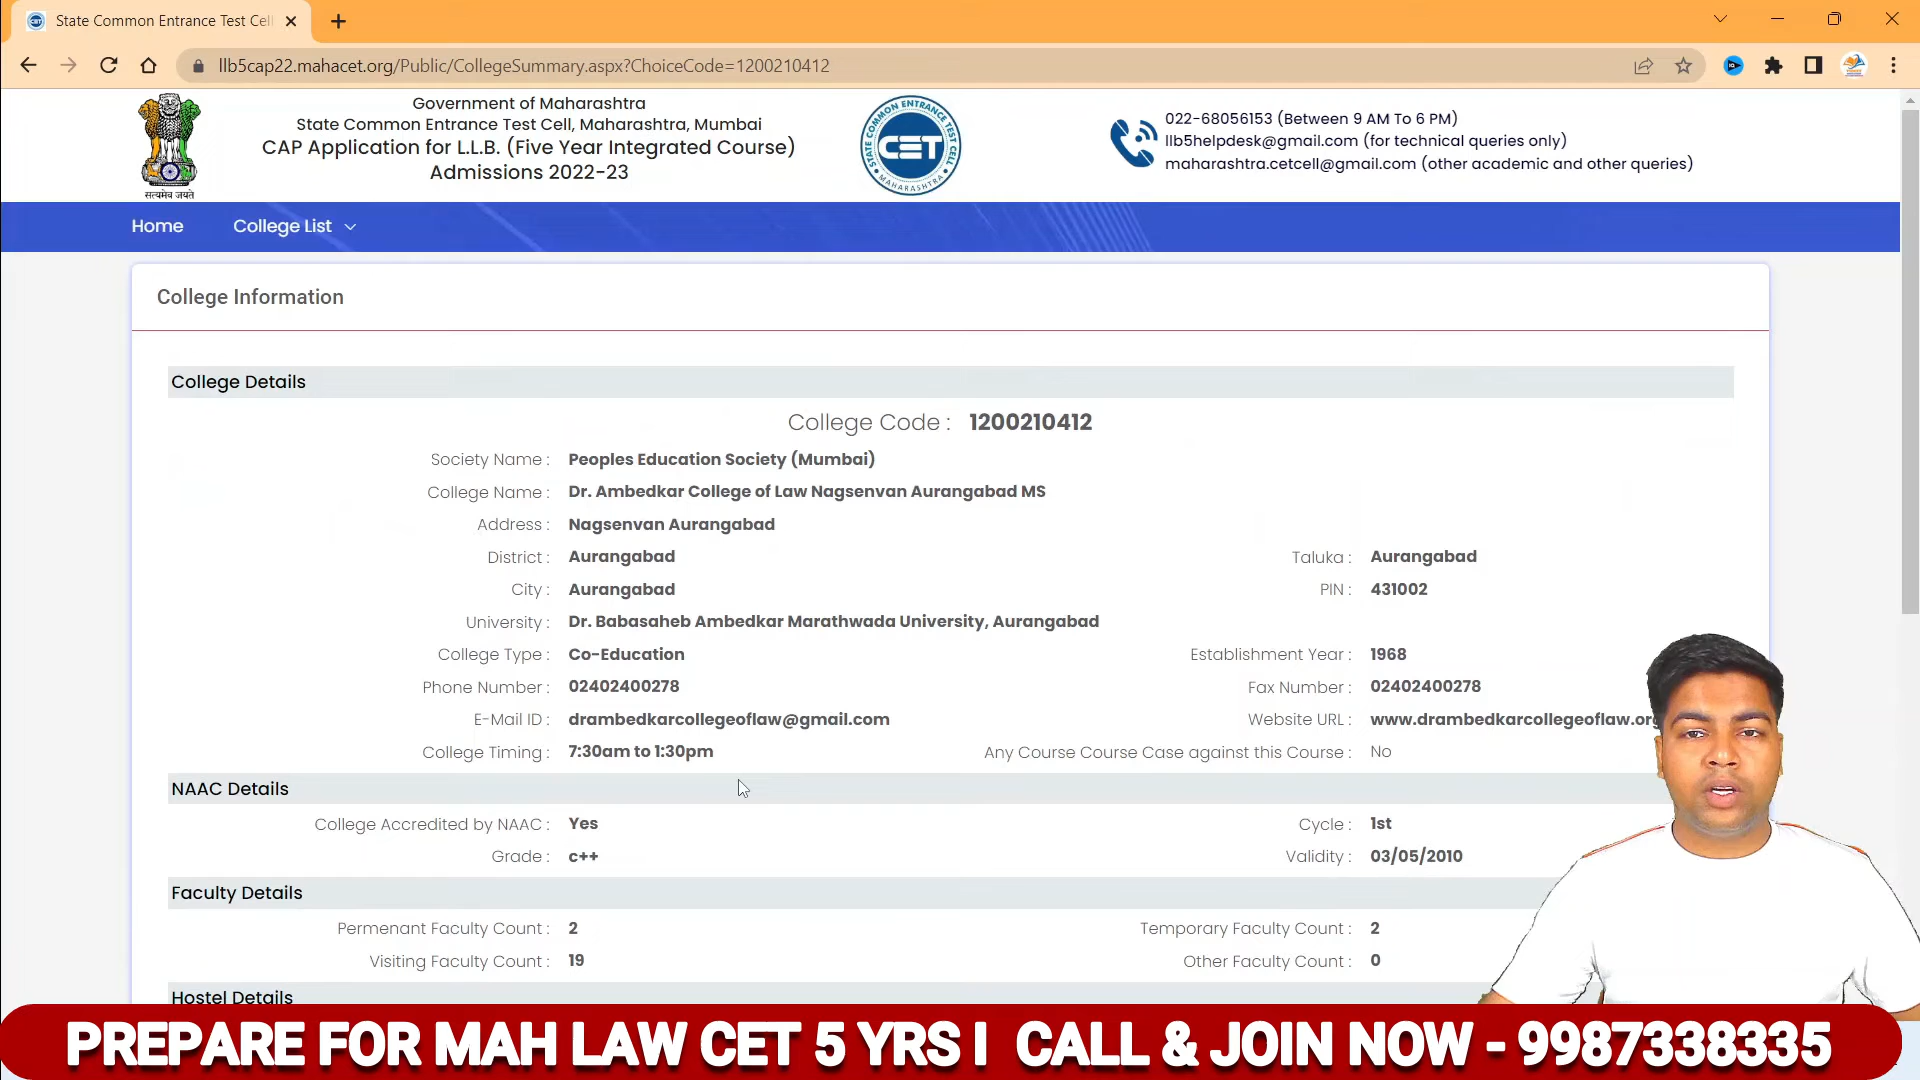 State Common Entrance Test Cell
llb5cap22.mahacet.org/Public/CollegeSummary.aspx?ChoiceCode=1200210412
Government of Maharashtra
State Common Entrance Test Cell, Maharashtra, Mumbai
CAP Application for L.L.B. (Five Year Integrated Course)
Admissions 2022-23
सत्यमेव जयते
STATE COMMON ENTRANCE TEST CELL
CET
MAHARASHTRA
022-68056153 (Between 9 AM To 6 PM)
llb5helpdesk@gmail.com (for technical queries only)
maharashtra.cetcell@gmail.com (other academic and other queries)
Home College List
College Information
College Details
College Code : 1200210412
Society Name : Peoples Education Society (Mumbai)
College Name : Dr. Ambedkar College of Law Nagsenvan Aurangabad MS
Address : Nagsenvan Aurangabad
District : Aurangabad Taluka : Aurangabad
City : Aurangabad PIN : 431002
University : Dr. Babasaheb Ambedkar Marathwada University, Aurangabad
College Type : Co-Education Establishment Year : 1968
Phone Number : 02402400278 Fax Number : 02402400278
E-Mail ID : drambedkarcollegeoflaw@gmail.com Website URL : www.drambedkarcollegeoflaw.org
College Timing : 7:30am to 1:30pm Any Course Course Case against this Course : No
NAAC Details
College Accredited by NAAC : Yes Cycle : 1st
Grade : c++ Validity : 03/05/2010
Faculty Details
Permenant Faculty Count : 2 Temporary Faculty Count : 2
Visiting Faculty Count : 19 Other Faculty Count : 0
Hostel Details
PREPARE FOR MAH LAW CET 5 YRS I CALL & JOIN NOW - 9987338335